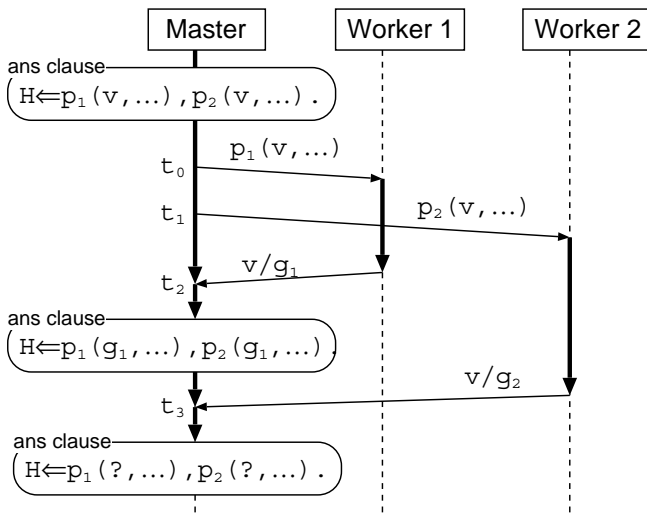 Master Worker 1 Worker 2
ans clause
H⇐p₁(v,…),p₂(v,…).
p₁(v,…)
t₀
t₁
p₂(v,…)
v/g₁
t₂
ans clause
H⇐p₁(g₁,…),p₂(g₁,…).
v/g₂
t₃
ans clause
H⇐p₁(?,…),p₂(?,…).